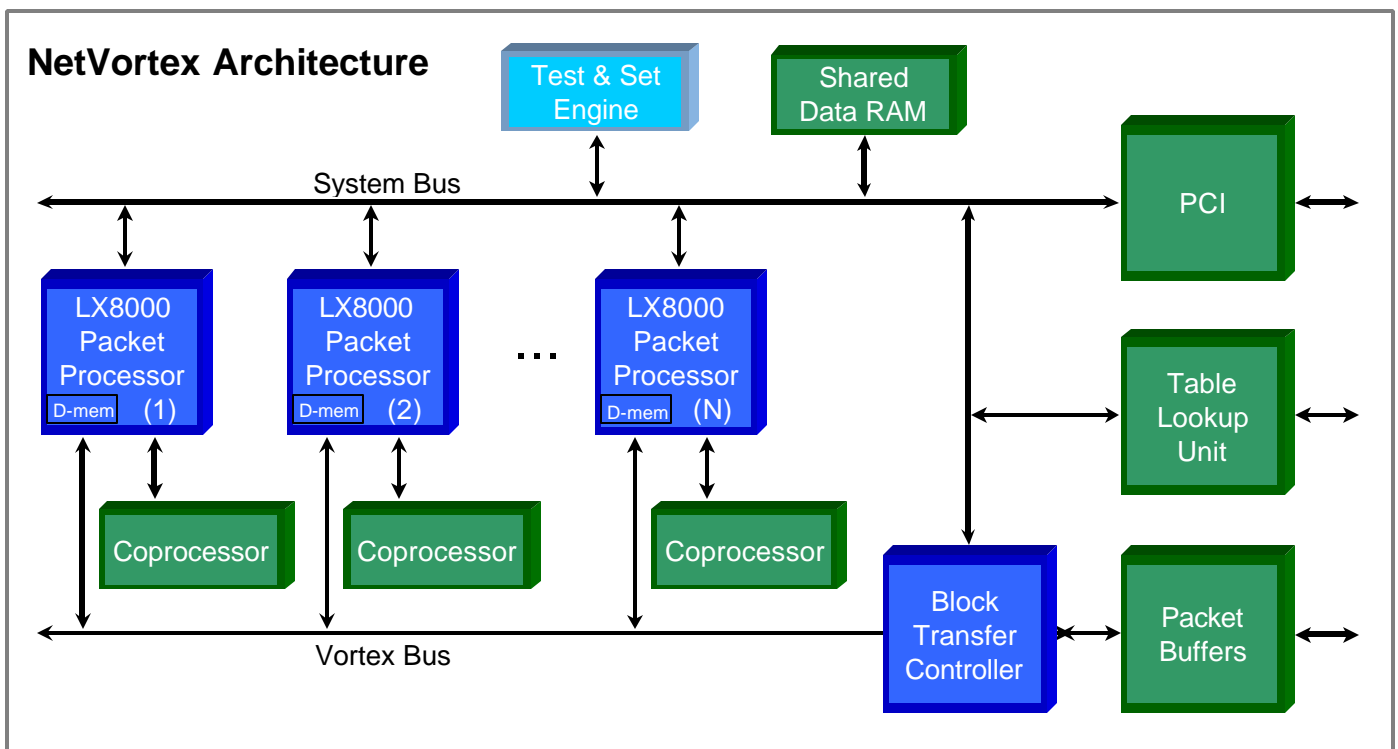 NetVortex Architecture
Test & Set
Engine
Shared
Data RAM
System Bus
PCI
LX8000
Packet
Processor
D-mem (1)
LX8000
Packet
Processor
D-mem (2)
...
LX8000
Packet
Processor
D-mem (N)
Table
Lookup
Unit
Coprocessor
Coprocessor
Coprocessor
Block
Transfer
Controller
Packet
Buffers
Vortex Bus